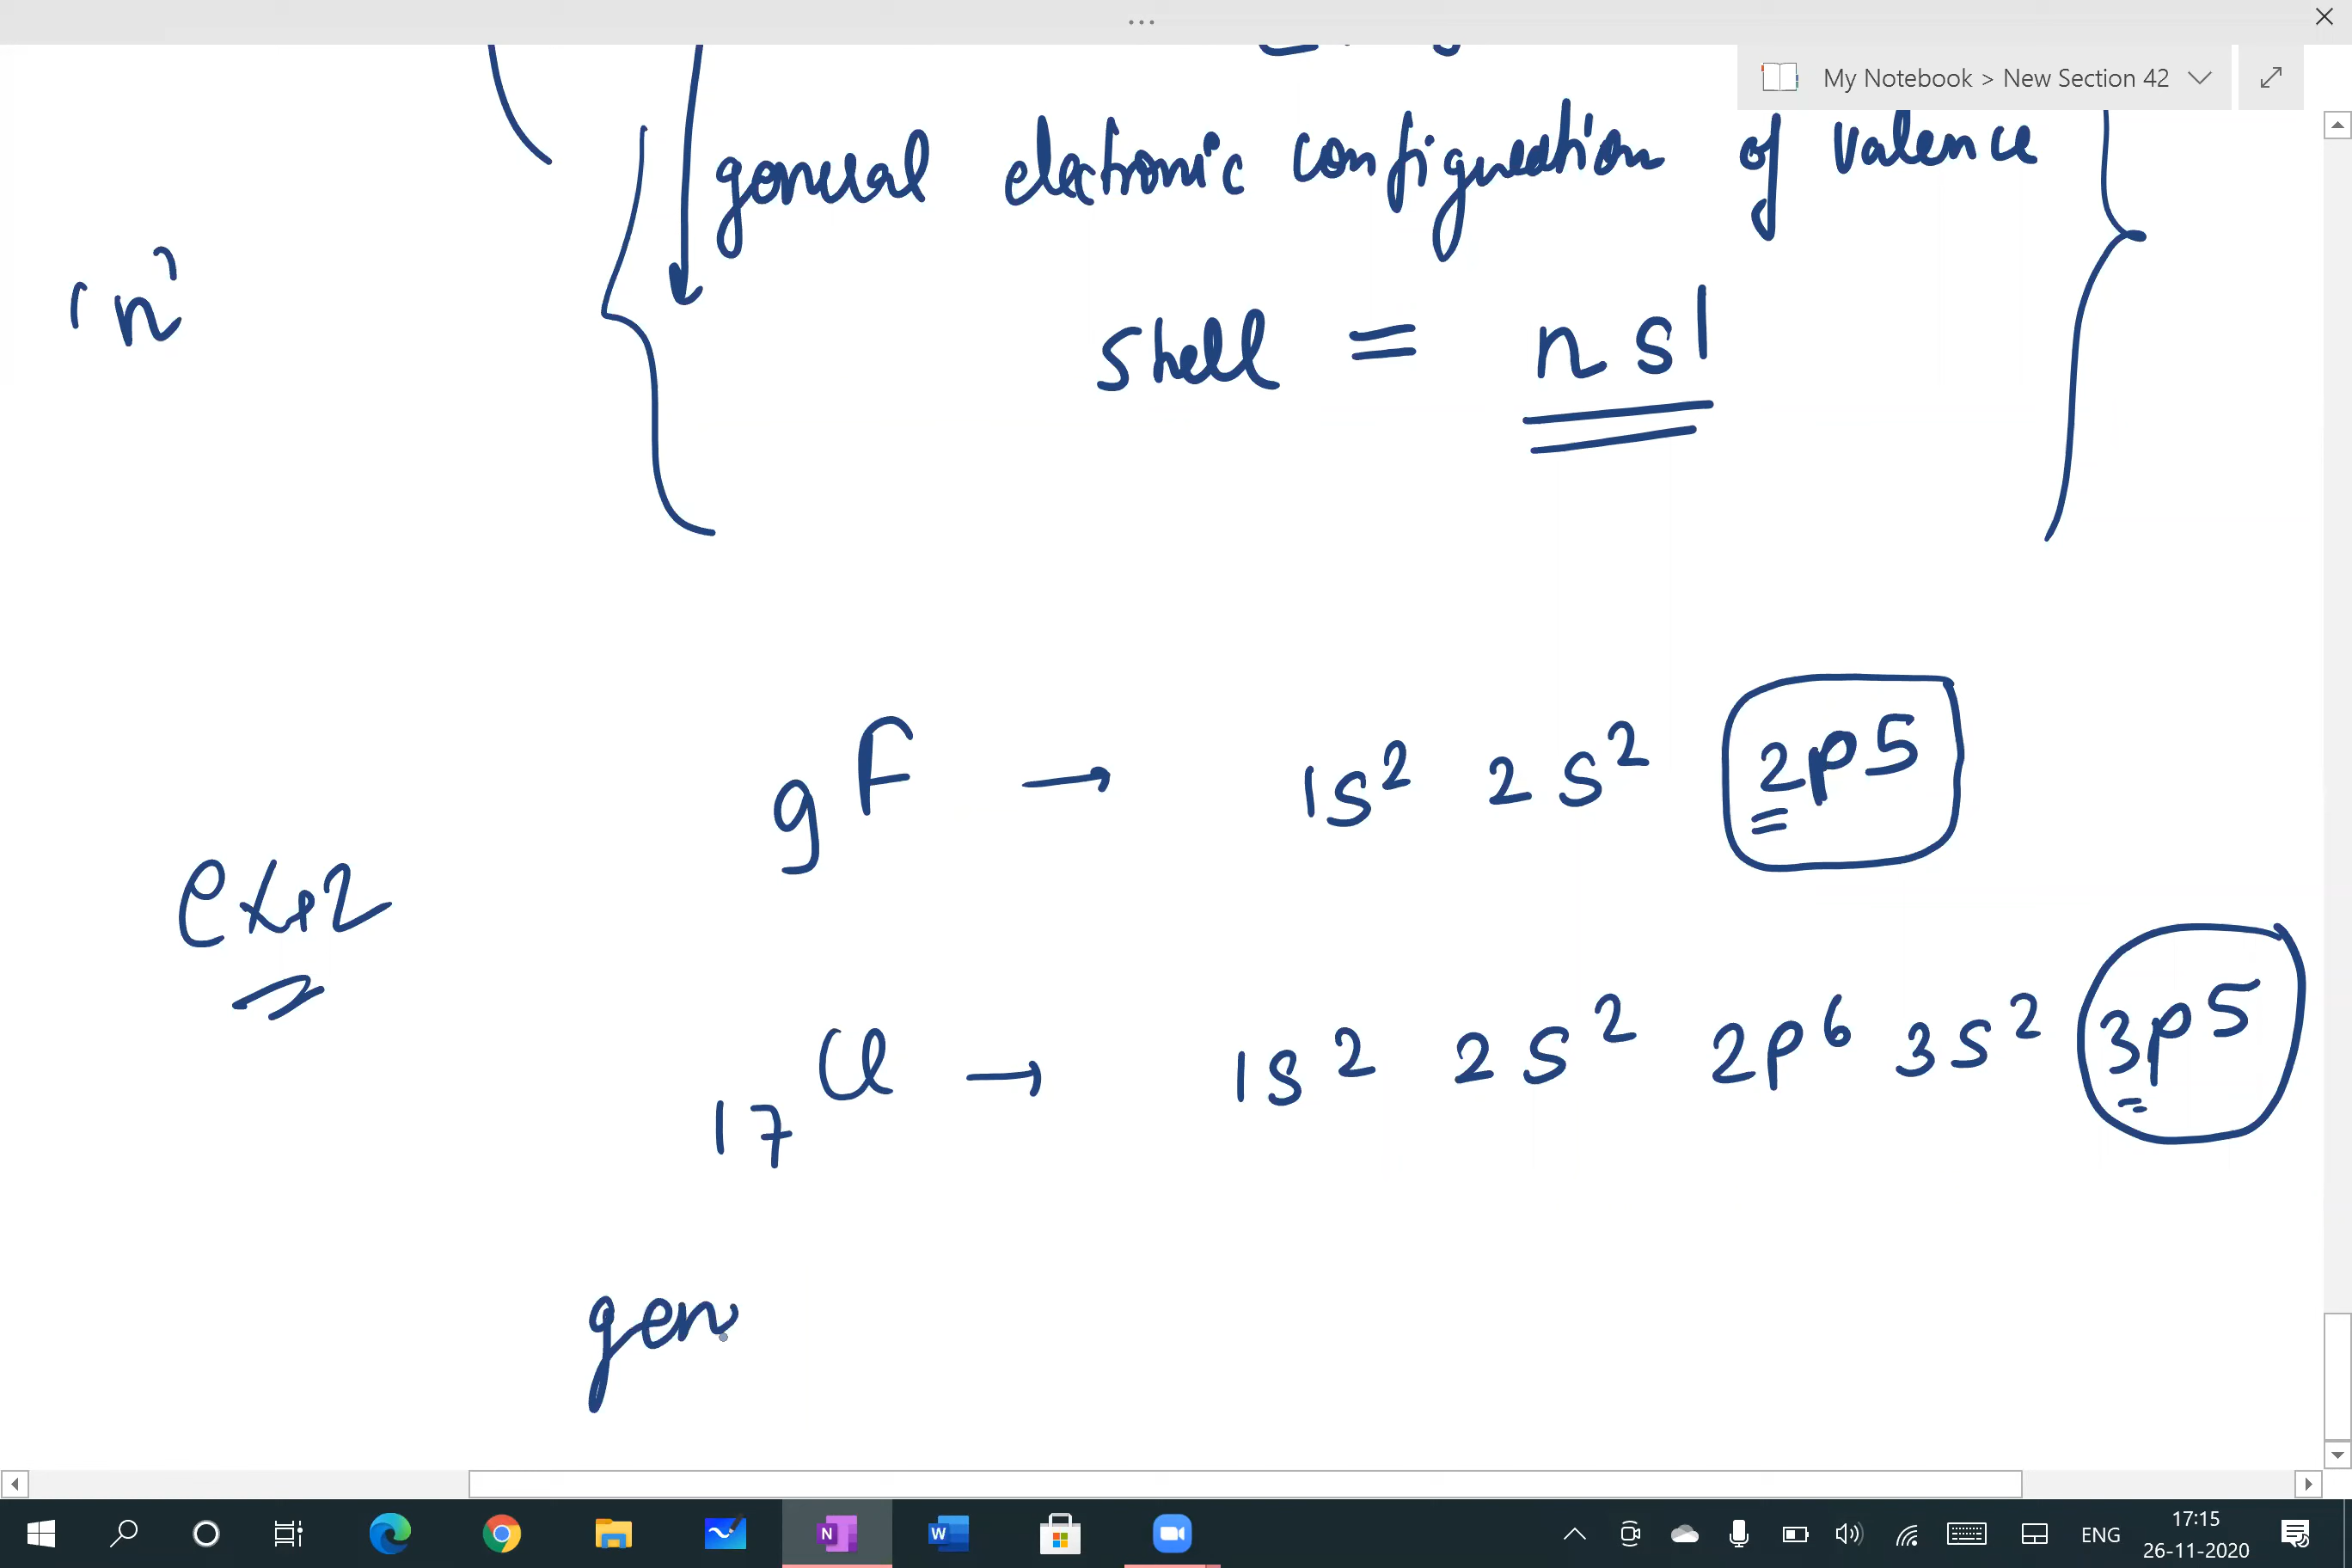 ...
My Notebook > New Section 42
general electronic configuration of valence
'n'
shell = ns1
9F → 1s2 2s2 2p5
ex:2
17Cl → 1s2 2s2 2p6 3s2 3p5
gen
ENG
17:15
26-11-2020